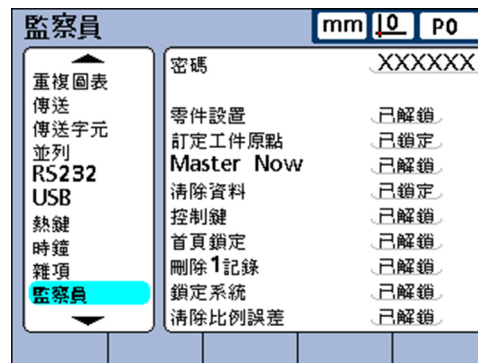 監察員 mm 0 P0
重複圖表
傳送
傳送字元
並列
RS232
USB
熱鍵
時鐘
雜項
監察員
密碼 XXXXXX
零件設置 已解鎖
訂定工件原點 已鎖定
Master Now 已解鎖
清除資料 已鎖定
控制鍵 已解鎖
首頁鎖定 已解鎖
刪除1記錄 已解鎖
鎖定系統 已解鎖
清除比例誤差 已解鎖